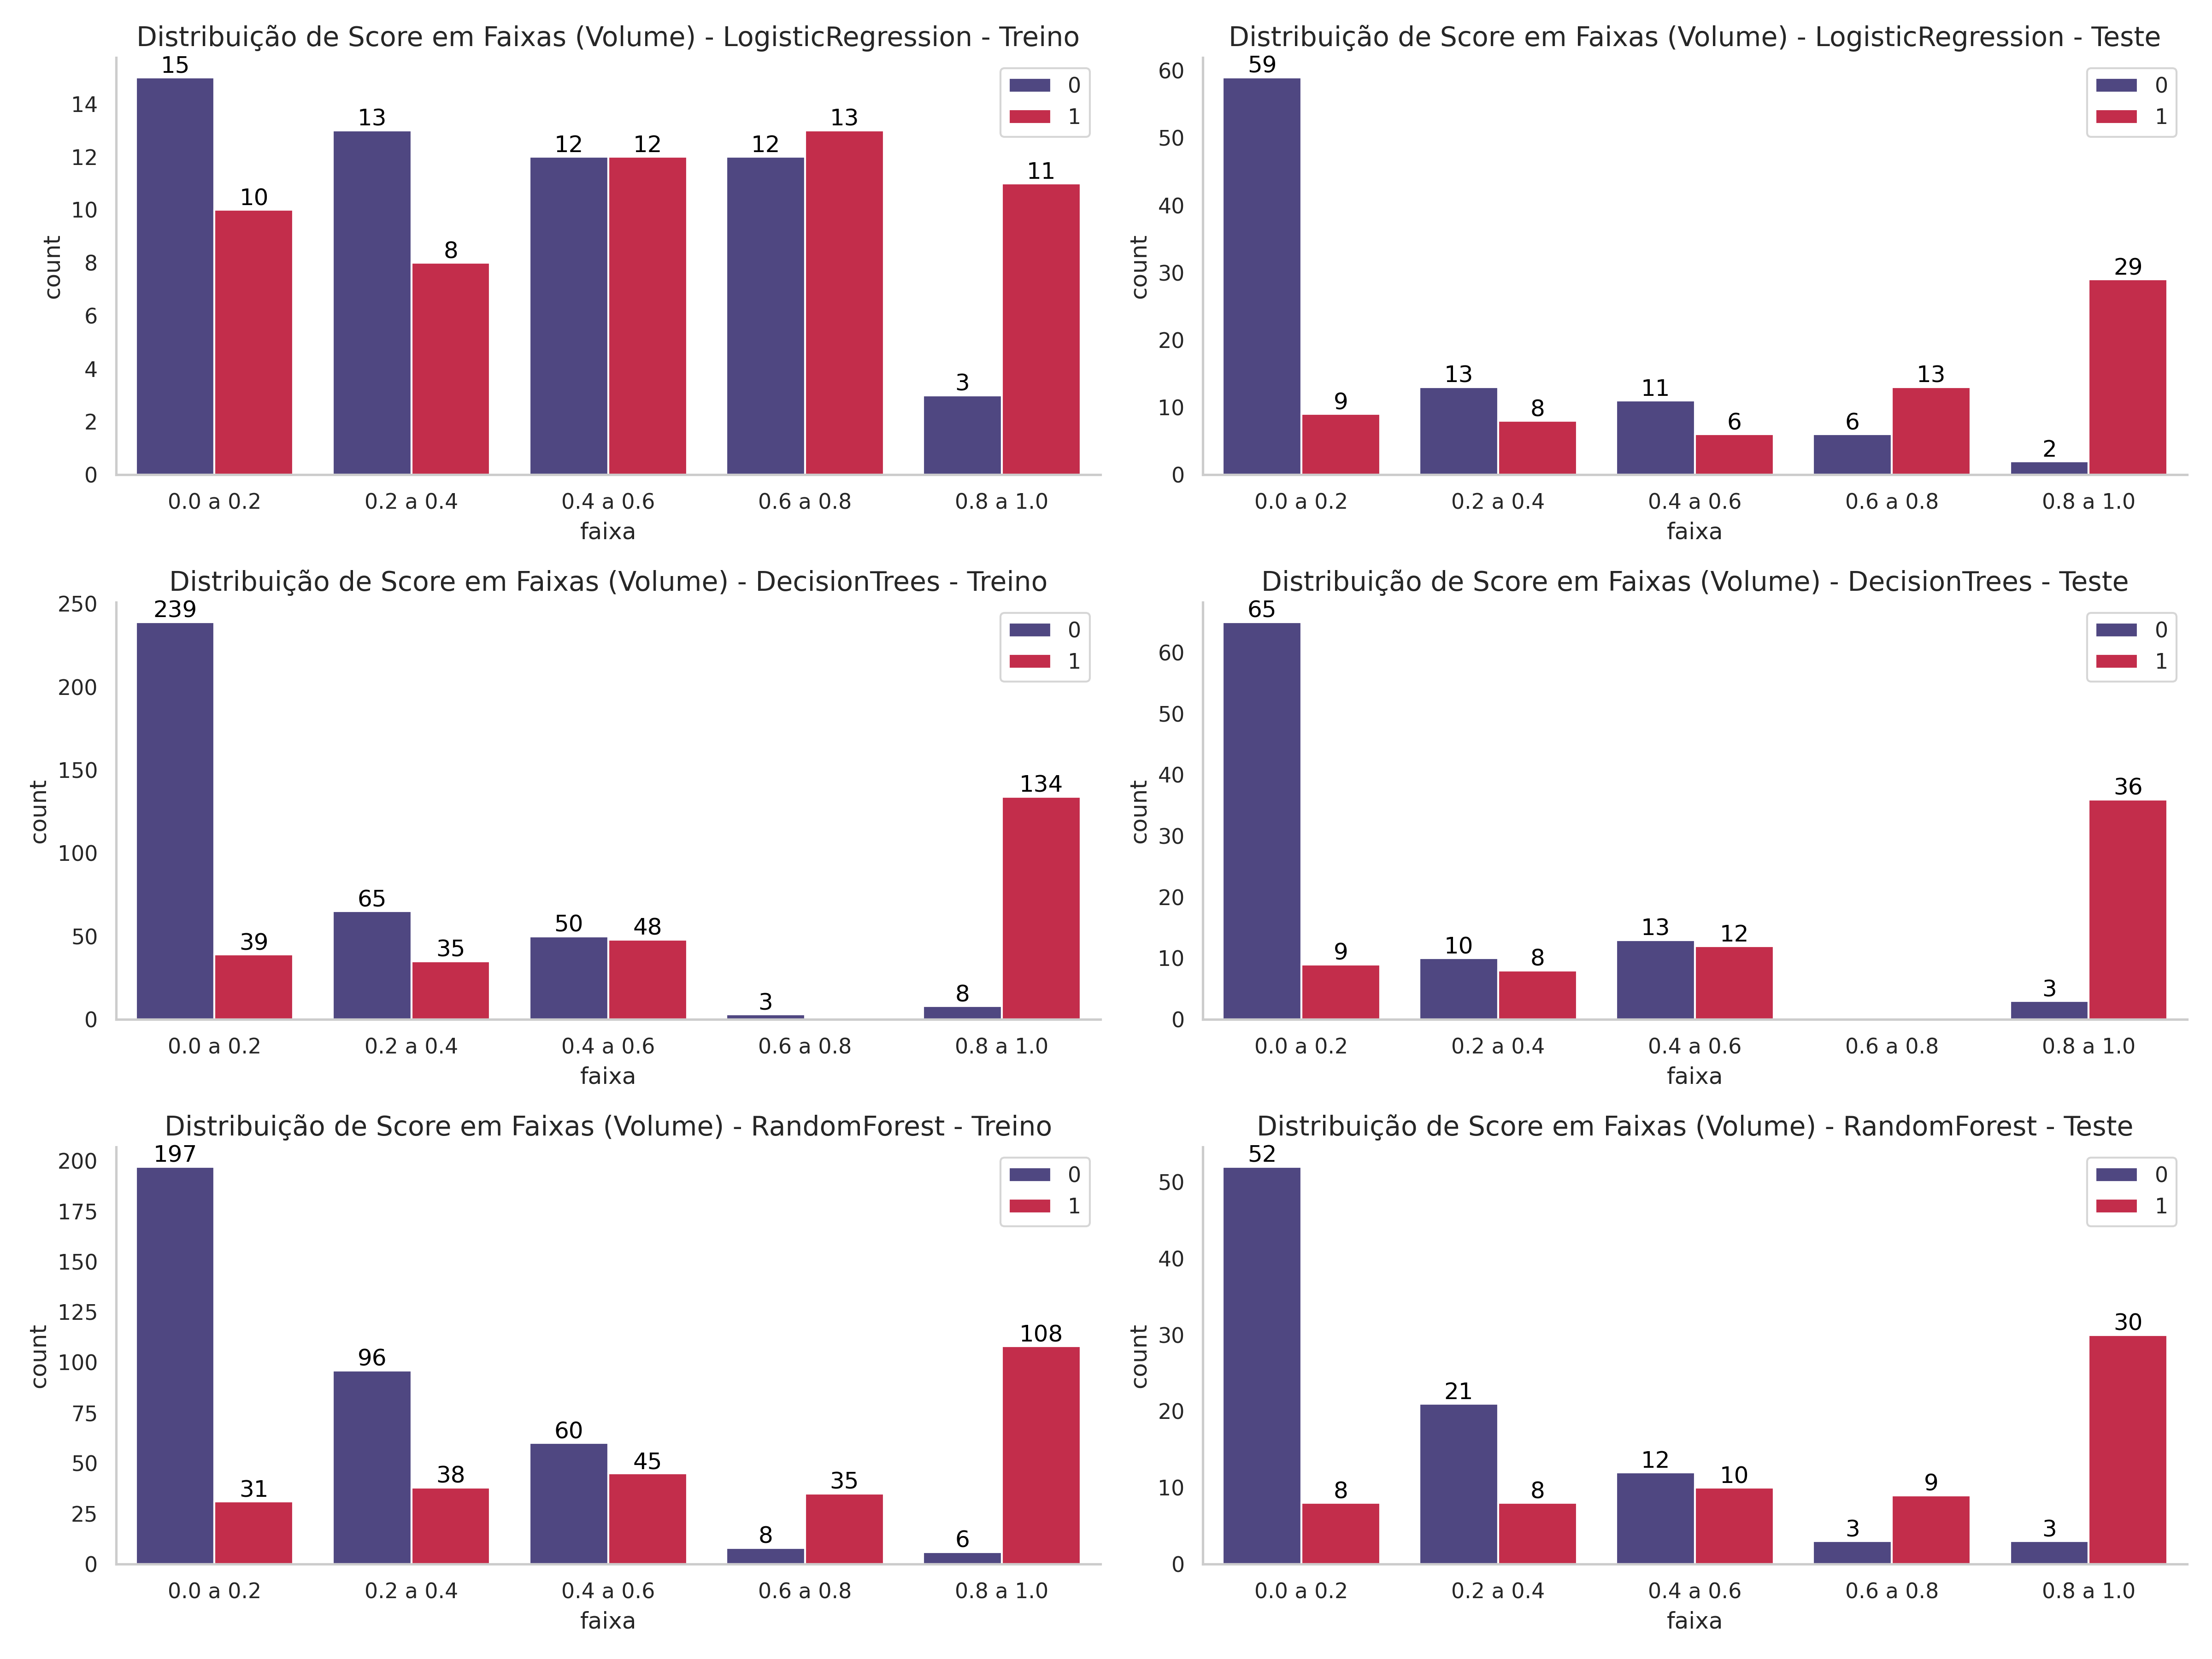 Distribuição de Score em Faixas (Volume) - LogisticRegression - Treino
15
13
12
12
12
13
10
8
3
11
0
1
14
12
10
8
6
4
2
0
count
0.0 a 0.2
0.2 a 0.4
0.4 a 0.6
0.6 a 0.8
0.8 a 1.0
faixa
Distribuição de Score em Faixas (Volume) - LogisticRegression - Teste
59
9
13
8
11
6
6
13
2
29
0
1
60
50
40
30
20
10
0
count
0.0 a 0.2
0.2 a 0.4
0.4 a 0.6
0.6 a 0.8
0.8 a 1.0
faixa
Distribuição de Score em Faixas (Volume) - DecisionTrees - Treino
239
39
65
35
50
48
3
8
134
0
1
250
200
150
100
50
0
count
0.0 a 0.2
0.2 a 0.4
0.4 a 0.6
0.6 a 0.8
0.8 a 1.0
faixa
Distribuição de Score em Faixas (Volume) - DecisionTrees - Teste
65
9
10
8
13
12
3
36
0
1
60
50
40
30
20
10
0
count
0.0 a 0.2
0.2 a 0.4
0.4 a 0.6
0.6 a 0.8
0.8 a 1.0
faixa
Distribuição de Score em Faixas (Volume) - RandomForest - Treino
197
31
96
38
60
45
8
35
6
108
0
1
200
175
150
125
100
75
50
25
0
count
0.0 a 0.2
0.2 a 0.4
0.4 a 0.6
0.6 a 0.8
0.8 a 1.0
faixa
Distribuição de Score em Faixas (Volume) - RandomForest - Teste
52
8
21
8
12
10
3
9
3
30
0
1
50
40
30
20
10
0
count
0.0 a 0.2
0.2 a 0.4
0.4 a 0.6
0.6 a 0.8
0.8 a 1.0
faixa